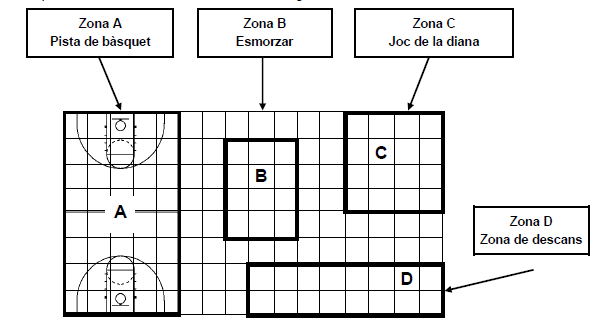 Zona A
Pista de bàsquet
Zona B
Esmorzar
Zona C
Joc de la diana
C
B
A
Zona D
Zona de descans
D